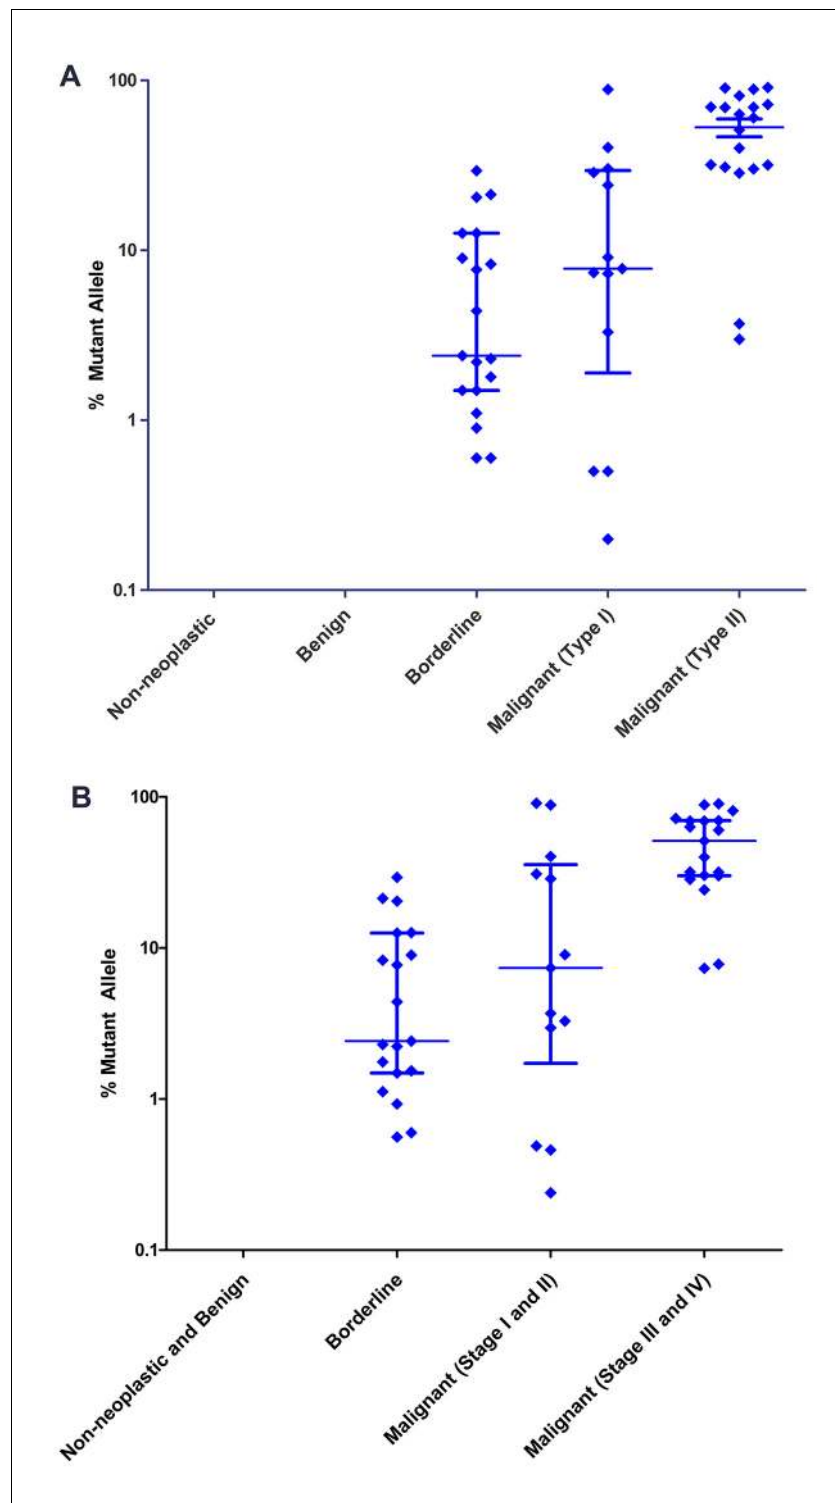 A
100
10
1
0.1
% Mutant Allele
Non-neoplastic
Benign
Borderline
Malignant (Type I)
Malignant (Type II)
B
100
10
1
0.1
% Mutant Allele
Non-neoplastic and Benign
Borderline
Malignant (Stage I and II)
Malignant (Stage III and IV)